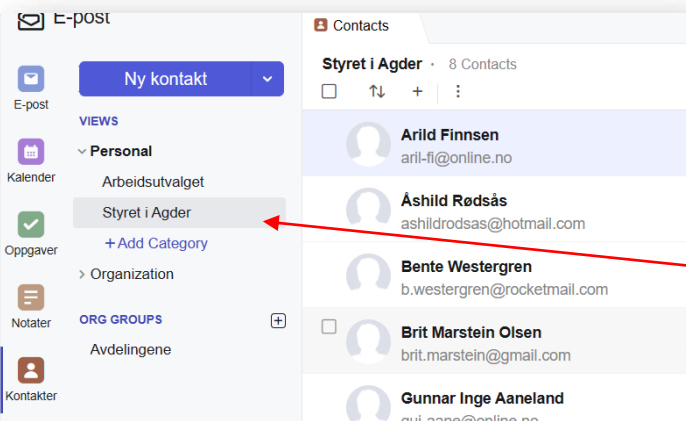 E-post
E-post
Kalender
Oppgaver
Notater
Kontakter
Ny kontakt
VIEWS
Personal
Arbeidsutvalget
Styret i Agder
+Add Category
Organization
ORG GROUPS
Avdelingene
Contacts
Styret i Agder · 8 Contacts
Arild Finnsen
aril-fi@online.no
Åshild Rødsås
ashildrodsas@hotmail.com
Bente Westergren
b.westergren@rocketmail.com
Brit Marstein Olsen
brit.marstein@gmail.com
Gunnar Inge Aaneland